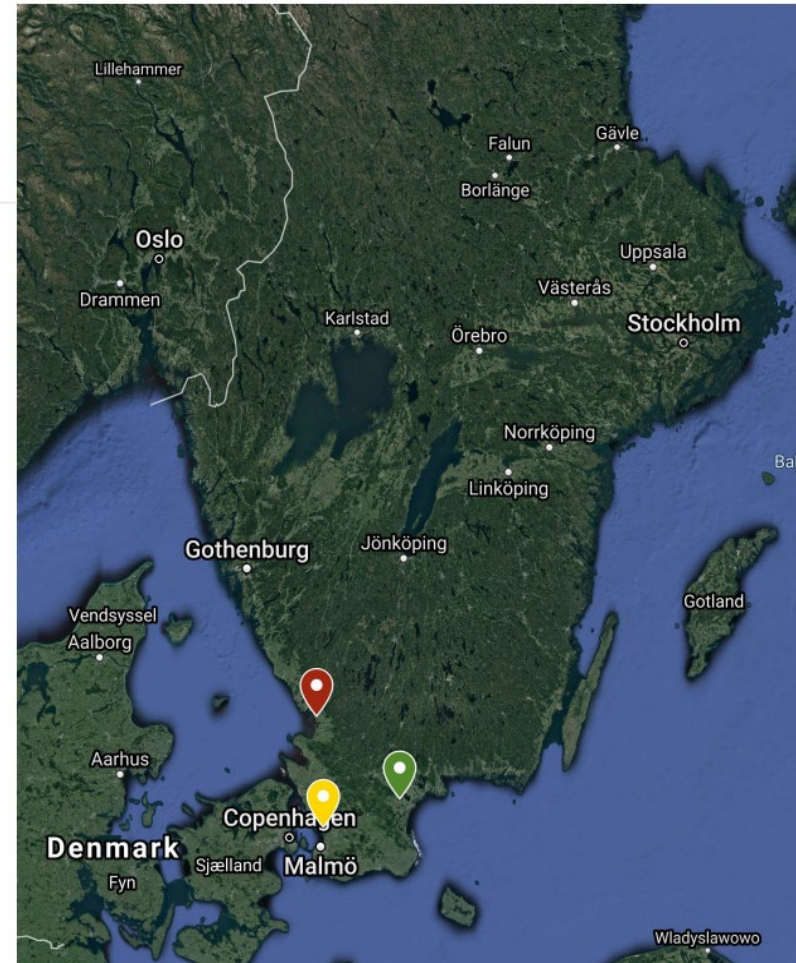 Lillehammer
Falun
Gävle
Borlänge
Oslo
Uppsala
Drammen
Västerås
Karlstad
Stockholm
Örebro
Norrköping
Ba
Linköping
Gothenburg
Jönköping
Gotland
Vendsyssel
Aalborg
Aarhus
Copenhagen
Denmark
Sjælland
Malmö
Fyn
Wladyslawowo